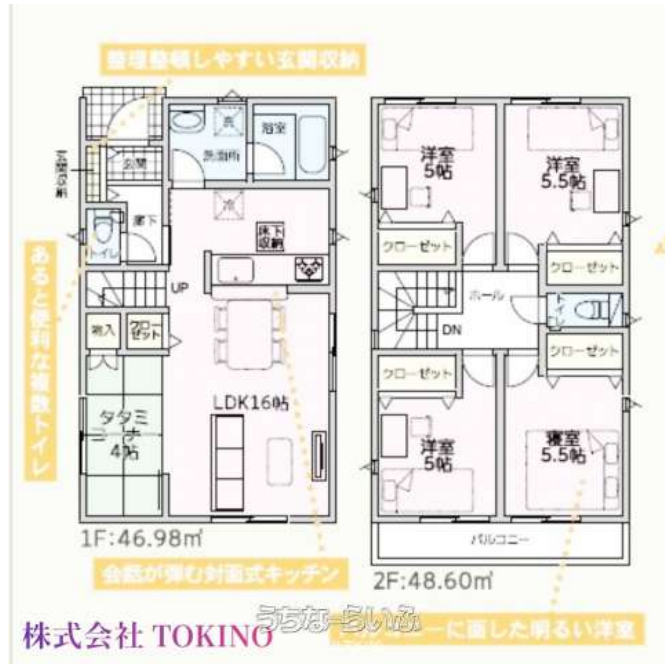 整理整頓しやすい玄関収納
洗
浴室
洗面所
玄関
玄関収納
廊下
冷
床下
収納
トイレ
UP
物入
クロー
ゼット
LDK16帖
タタミ
コーナー
4帖
1F:46.98㎡
あると便利な複数トイレ
会話が弾む対面式キッチン
洋室
5帖
洋室
5.5帖
クローゼット
クローゼット
ホール
トイレ
DN
クローゼット
クローゼット
洋室
5帖
寝室
5.5帖
バルコニー
2F:48.60㎡
ーに面した明るい洋室
うちなーらいふ
株式会社 TOKINO